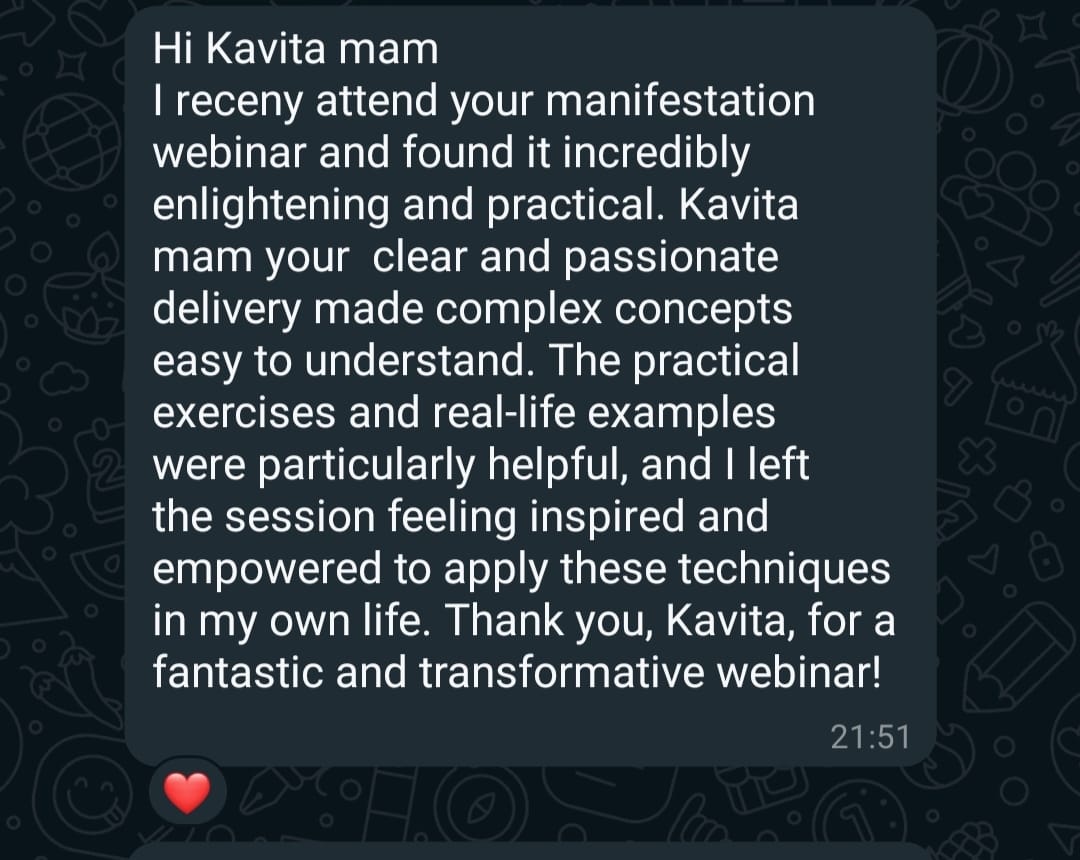 Hi Kavita mam
I receny attend your manifestation
webinar and found it incredibly
enlightening and practical. Kavita
mam your  clear and passionate
delivery made complex concepts
easy to understand. The practical
exercises and real-life examples
were particularly helpful, and I left
the session feeling inspired and
empowered to apply these techniques
in my own life. Thank you, Kavita, for a
fantastic and transformative webinar!
21:51